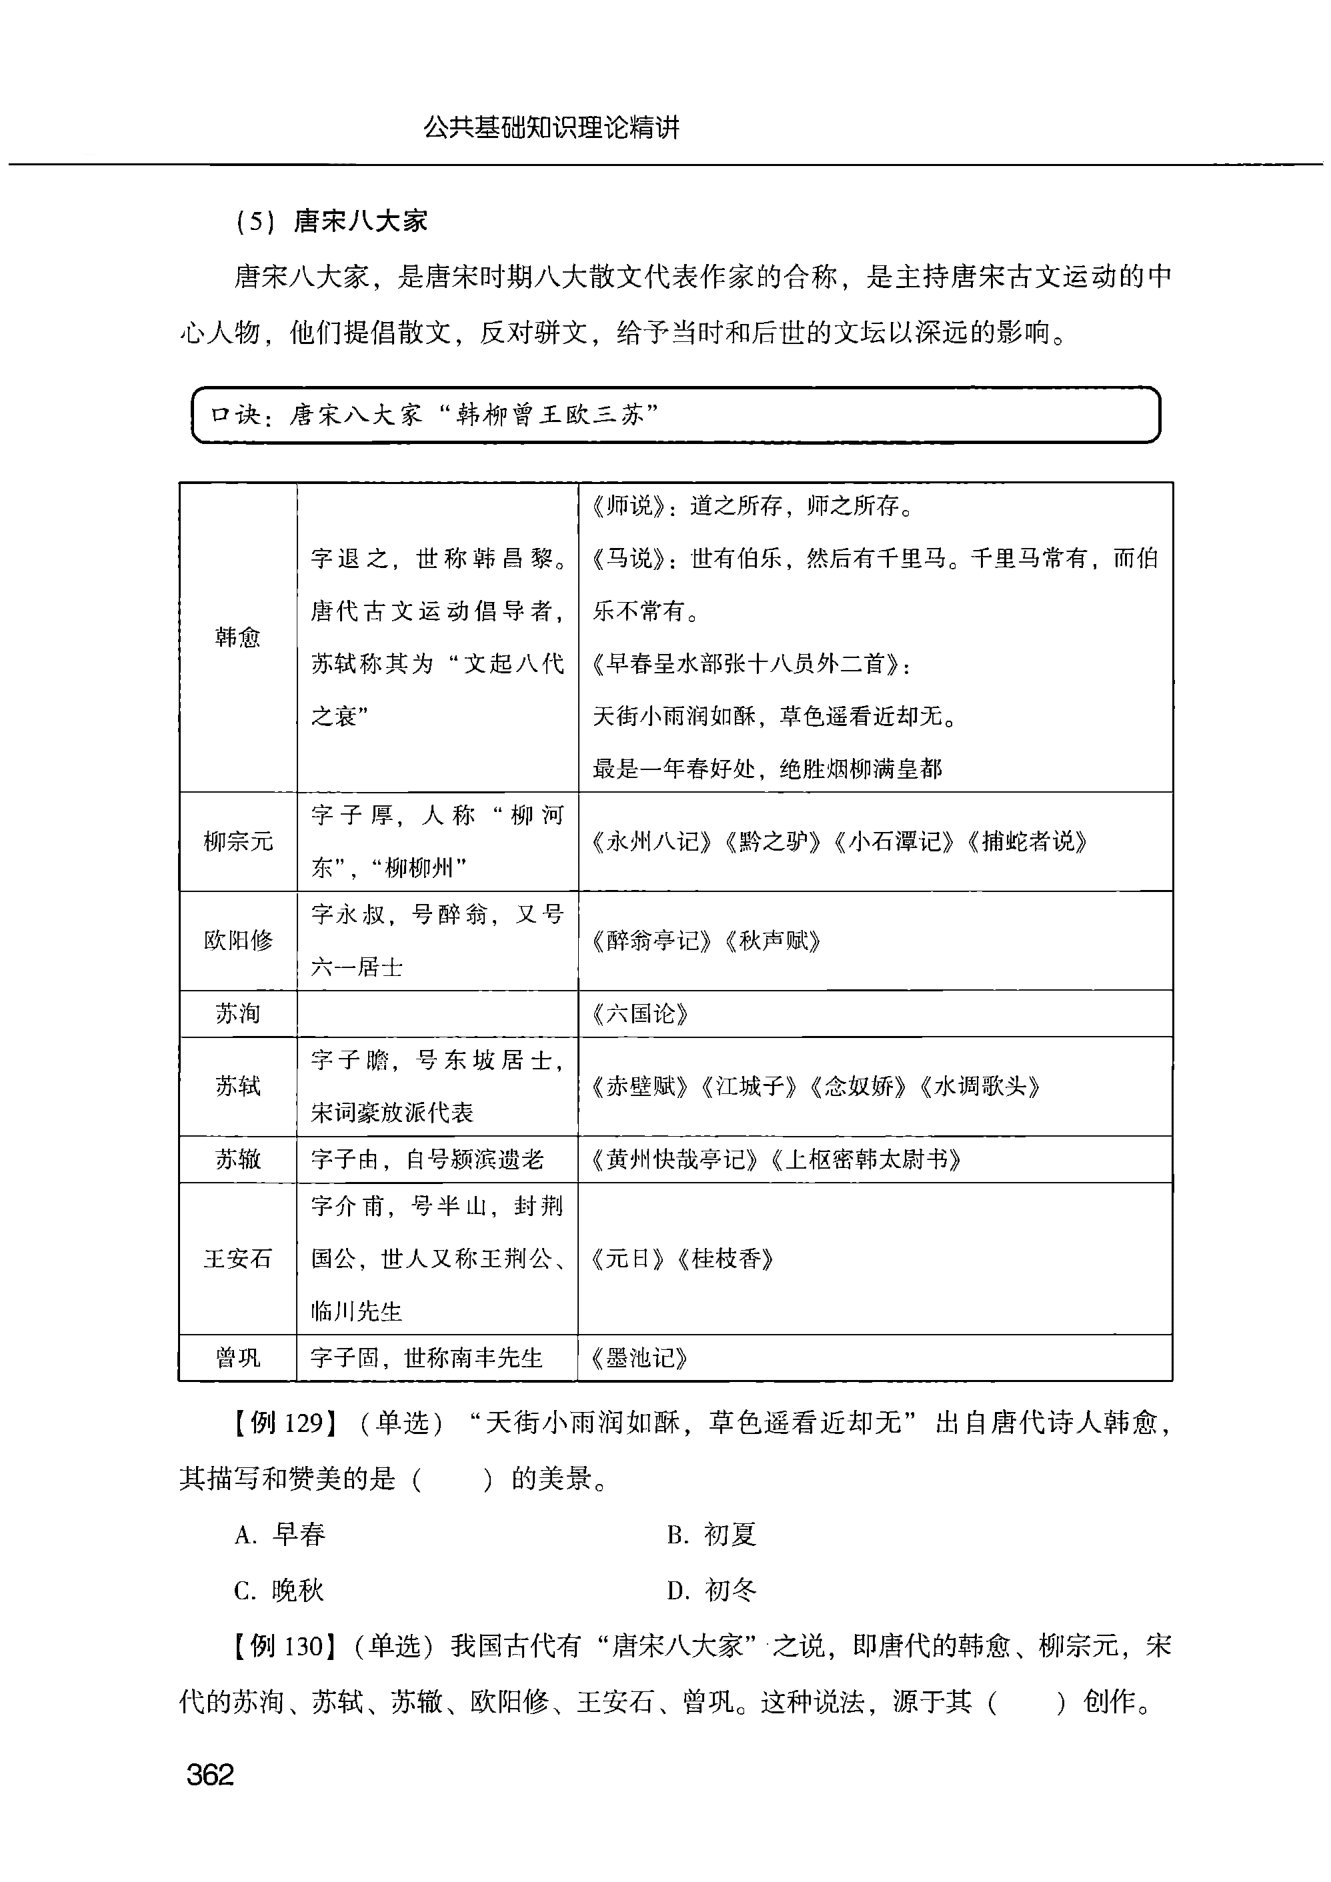 公共基础知识理论精讲
(5) 唐宋八大家
唐宋八大家，是唐宋时期八大散文代表作家的合称，是主持唐宋古文运动的中
心人物，他们提倡散文，反对骈文，给予当时和后世的文坛以深远的影响。
口诀：唐宋八大家“韩柳曾王欧三苏”
韩愈
字退之，世称韩昌黎。
唐代古文运动倡导者，
苏轼称其为“文起八代
之衰”
《师说》：道之所存，师之所存。
《马说》：世有伯乐，然后有千里马。千里马常有，而伯
乐不常有。
《早春呈水部张十八员外二首》：
天街小雨润如酥，草色遥看近却无。
最是一年春好处，绝胜烟柳满皇都
柳宗元
字子厚，人称“柳河
东”，“柳柳州”
《永州八记》《黔之驴》《小石潭记》《捕蛇者说》
欧阳修
字永叔，号醉翁，又号
六一居士
《醉翁亭记》《秋声赋》
苏洵
《六国论》
苏轼
字子瞻，号东坡居士，
宋词豪放派代表
《赤壁赋》《江城子》《念奴娇》《水调歌头》
苏辙
字子由，自号颍滨遗老
《黄州快哉亭记》《上枢密韩太尉书》
王安石
字介甫，号半山，封荆
国公，世人又称王荆公、
临川先生
《元日》《桂枝香》
曾巩
字子固，世称南丰先生
《墨池记》
【例 129】（单选）“天街小雨润如酥，草色遥看近却无”出自唐代诗人韩愈，
其描写和赞美的是（　　）的美景。
A. 早春　B. 初夏
C. 晚秋　D. 初冬
【例 130】（单选）我国古代有“唐宋八大家”之说，即唐代的韩愈、柳宗元，宋
代的苏洵、苏轼、苏辙、欧阳修、王安石、曾巩。这种说法，源于其（　　）创作。
362